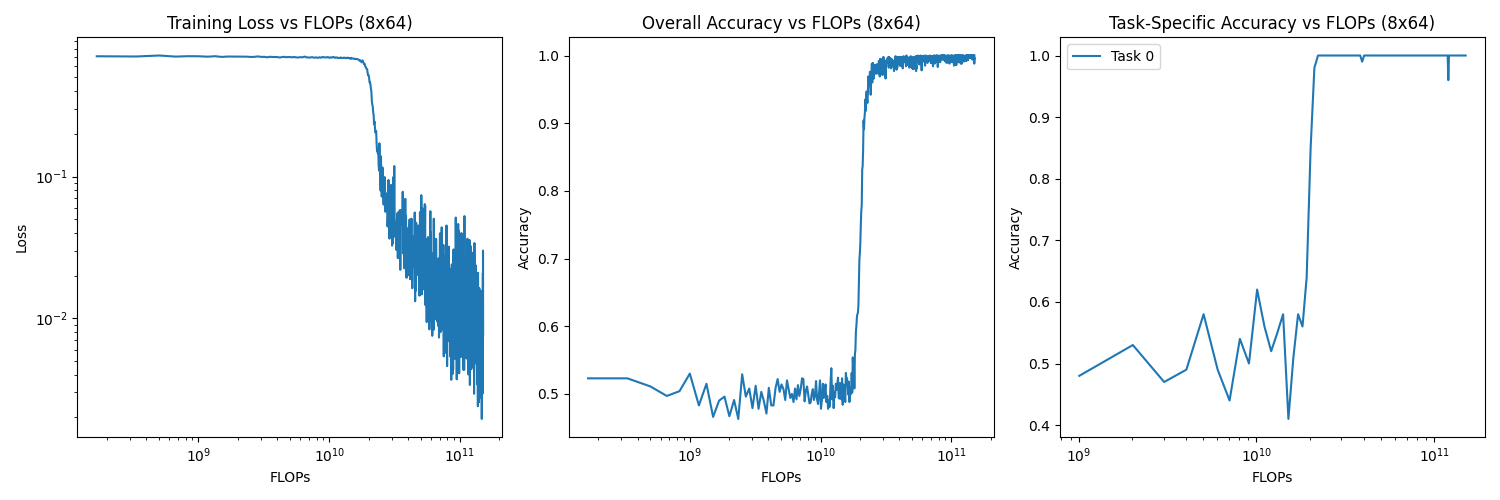 Training Loss vs FLOPs (8x64)
Loss
10⁻¹
10⁻²
10⁹
10¹⁰
10¹¹
FLOPs
Overall Accuracy vs FLOPs (8x64)
Accuracy
1.0
0.9
0.8
0.7
0.6
0.5
10⁹
10¹⁰
10¹¹
FLOPs
Task-Specific Accuracy vs FLOPs (8x64)
Task 0
Accuracy
1.0
0.9
0.8
0.7
0.6
0.5
0.4
10⁹
10¹⁰
10¹¹
FLOPs